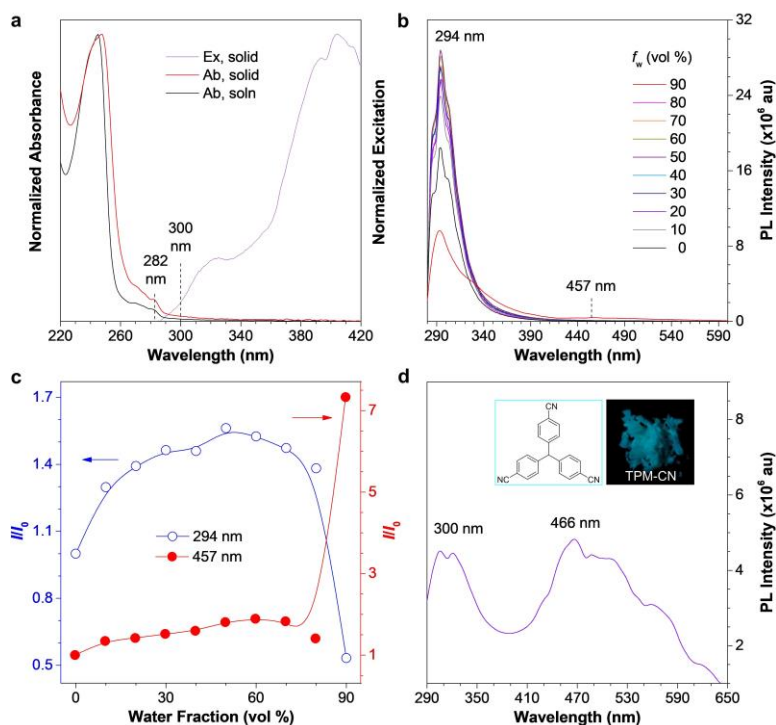 a
Normalized Absorbance
Ex, solid
Ab, solid
Ab, soln
300
nm
282
nm
220 260 300 340 380 420
Wavelength (nm)
Normalized Excitation
b
294 nm
fw (vol %)
90
80
70
60
50
40
30
20
10
0
457 nm
32
24
16
8
0
PL Intensity (x10⁶ au)
290 340 390 440 490 540 590
Wavelength (nm)
c
1.7
1.4
1.1
0.8
0.5
I/I0
294 nm
457 nm
7
5
3
1
I/I0
0 30 60 90
Water Fraction (vol %)
d
CN
NC
CN
TPM-CN
300 nm
466 nm
8
6
4
2
PL Intensity (x10⁶ au)
290 350 410 470 530 590 650
Wavelength (nm)